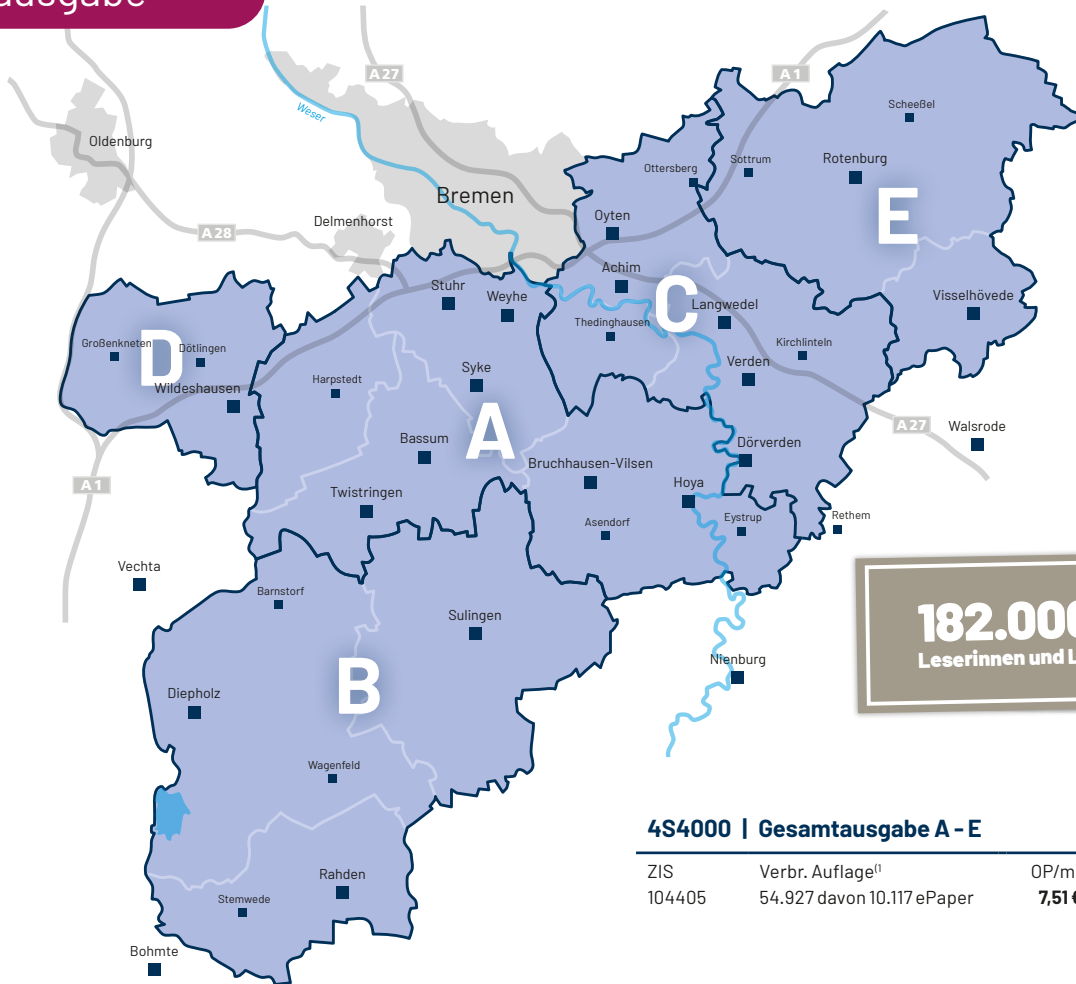 A27
A1
Scheeßel
Weser
Oldenburg
Sottrum
Rotenburg
Ottersberg
Bremen
E
Oyten
Delmenhorst
A28
Achim
Stuhr
Weyhe
C
Langwedel
Visselhövede
Thedinghausen
Großenkneten
D
Dötlingen
Kirchlinteln
Wildeshausen
Harpstedt
Syke
Verden
A
A27
Walsrode
Bassum
Dörverden
Bruchhausen-Vilsen
A1
Twistringen
Hoya
Asendorf
Eystrup
Rethem
Vechta
Barnstorf
Sulingen
Nienburg
B
Diepholz
Wagenfeld
Rahden
Stemwede
Bohmte
Leserinnen und L
4S4000 | Gesamtausgabe A - E
ZIS Verbr. Auflage(1 OP/m
104405 54.927 davon 10.117 ePaper 7,51 €